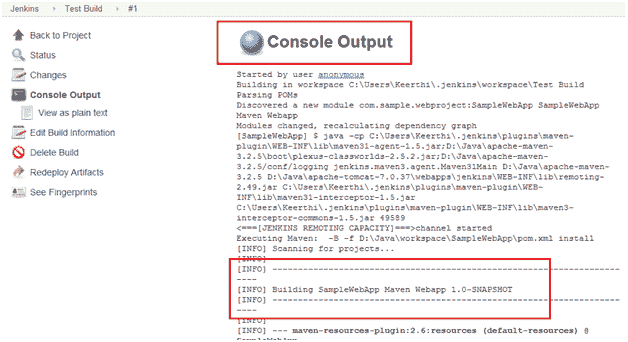 Jenkins Test Build #1
Back to Project
Status
Changes
Console Output
View as plain text
Edit Build Information
Delete Build
Redeploy Artifacts
See Fingerprints
Console Output
Started by user anonymous
Building in workspace C:\Users\Keerthi\.jenkins\workspace\Test Build
Parsing POMs
Discovered a new module com.sample.webproject:SampleWebApp SampleWebApp
Maven Webapp
Modules changed, recalculating dependency graph
[SampleWebApp] $ java -cp C:\Users\Keerthi\.jenkins\plugins\maven-
plugin\WEB-INF\lib\maven31-agent-1.5.jar;D:\Java\apache-maven-
3.2.5\boot\plexus-classworlds-2.5.2.jar;D:\Java\apache-maven-
3.2.5/conf/logging jenkins.maven3.agent.Maven31Main D:\Java\apache-maven-
3.2.5 D:\Java\apache-tomcat-7.0.37\webapps\jenkins\WEB-INF\lib\remoting-
2.49.jar C:\Users\Keerthi\.jenkins\plugins\maven-plugin\WEB-
INF\lib\maven31-interceptor-1.5.jar
C:\Users\Keerthi\.jenkins\plugins\maven-plugin\WEB-INF\lib\maven3-
interceptor-commons-1.5.jar 49589
<===[JENKINS REMOTING CAPACITY]===>channel started
Executing Maven: -B -f D:\Java\workspace\SampleWebApp\pom.xml install
[INFO] Scanning for projects...
[INFO]
[INFO] ------------------------------------------------------------------------
----
[INFO] Building SampleWebApp Maven Webapp 1.0-SNAPSHOT
[INFO] ------------------------------------------------------------------------
----
[INFO]
[INFO] --- maven-resources-plugin:2.6:resources (default-resources) @